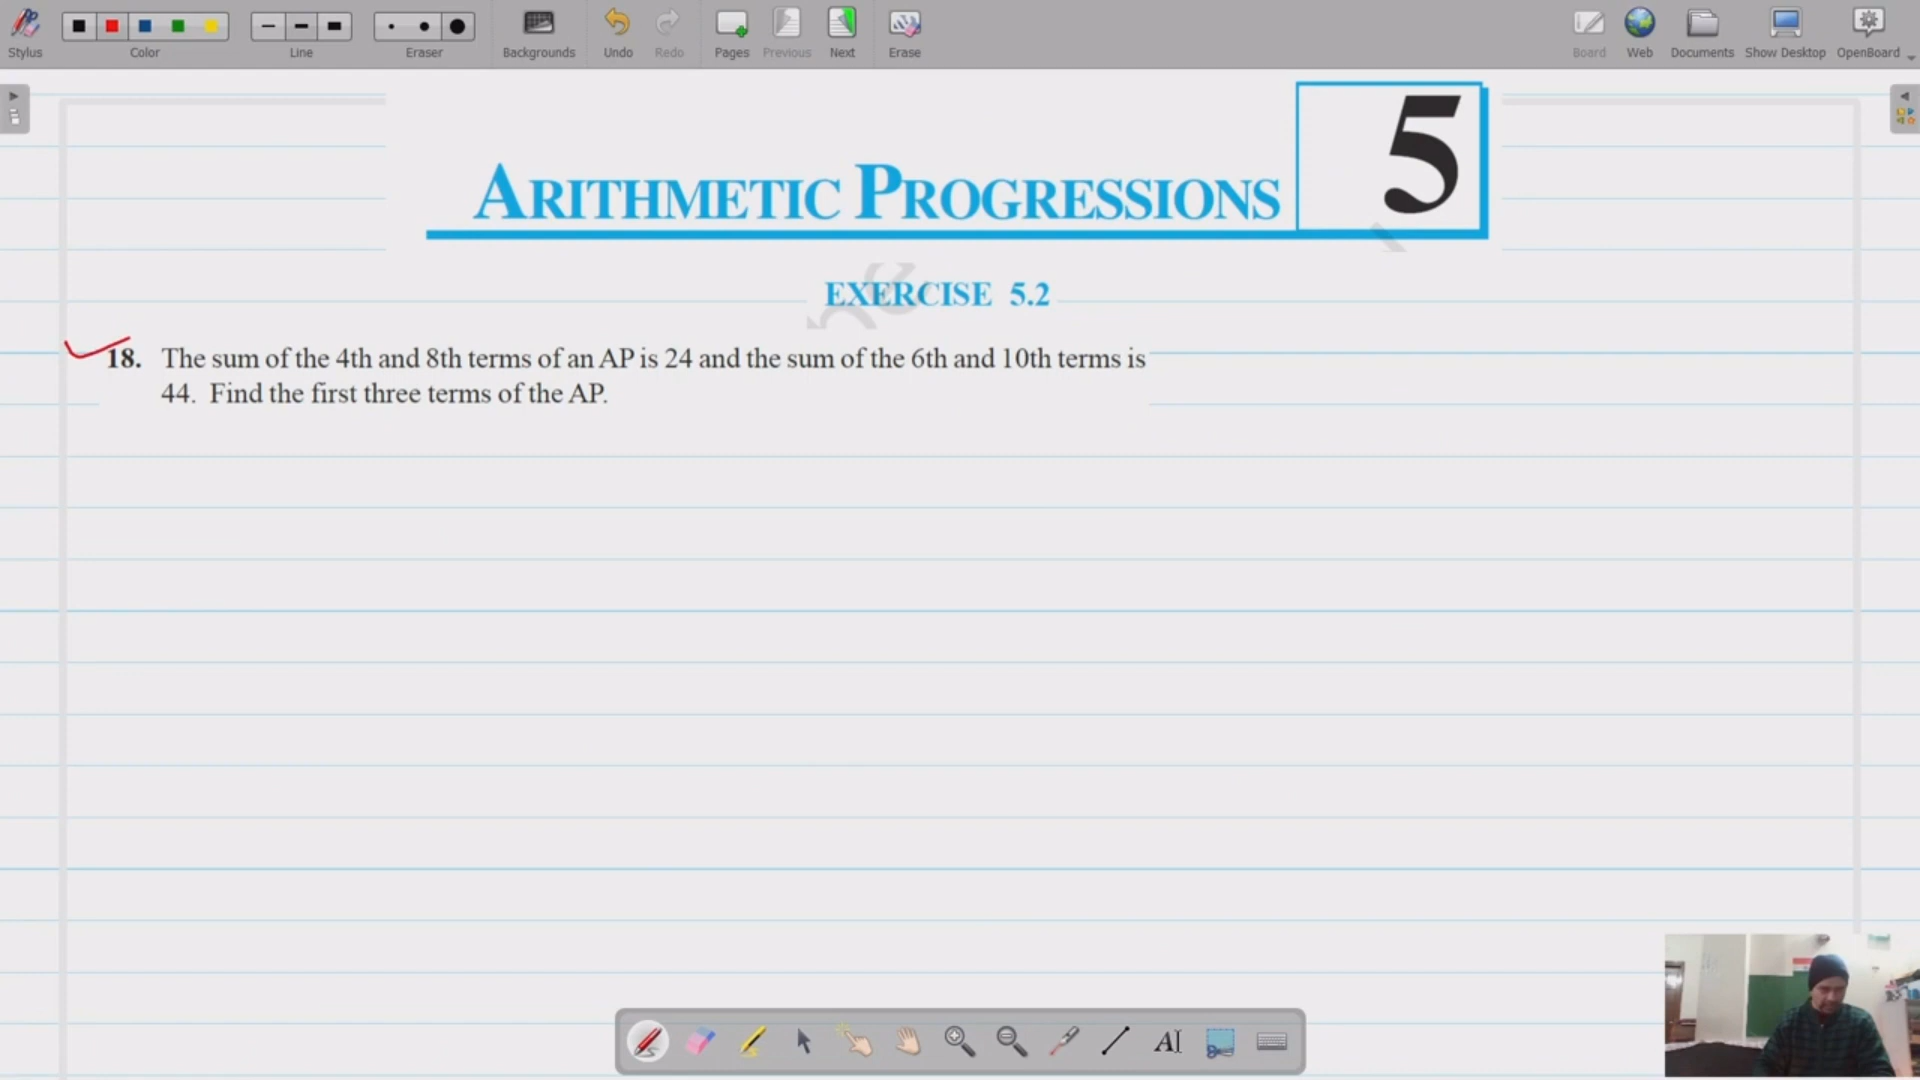 Stylus
Color
Line
Eraser
Backgrounds
Undo
Redo
Pages
Previous
Next
Erase
Board
Web
Documents
Show Desktop
OpenBoard
ARITHMETIC PROGRESSIONS
5
EXERCISE 5.2
18. The sum of the 4th and 8th terms of an AP is 24 and the sum of the 6th and 10th terms is
44. Find the first three terms of the AP.